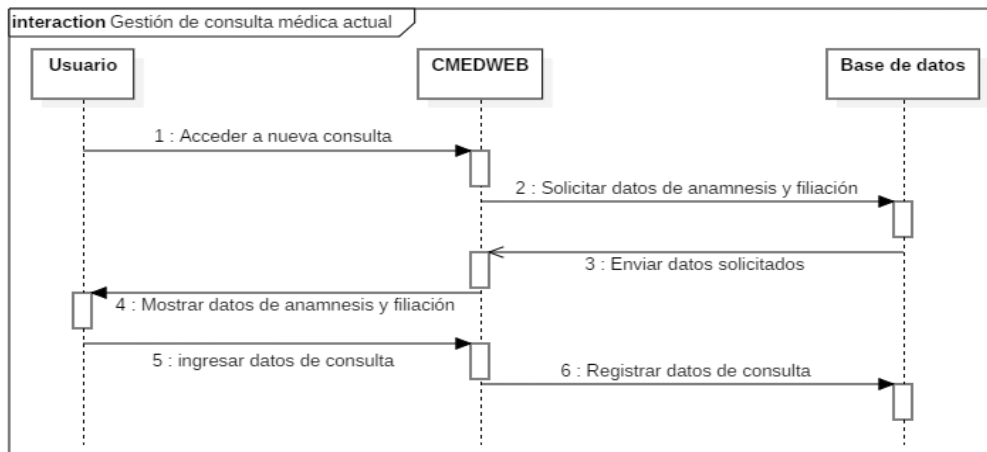 interaction Gestión de consulta médica actual
Usuario
CMEDWEB
Base de datos
1 : Acceder a nueva consulta
2 : Solicitar datos de anamnesis y filiación
3 : Enviar datos solicitados
4 : Mostrar datos de anamnesis y filiación
5 : ingresar datos de consulta
6 : Registrar datos de consulta